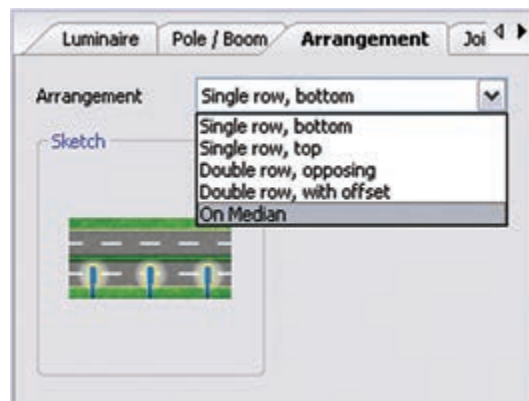 Luminaire Pole / Boom Arrangement Joi
Arrangement Single row, bottom
Sketch
Single row, bottom
Single row, top
Double row, opposing
Double row, with offset
On Median